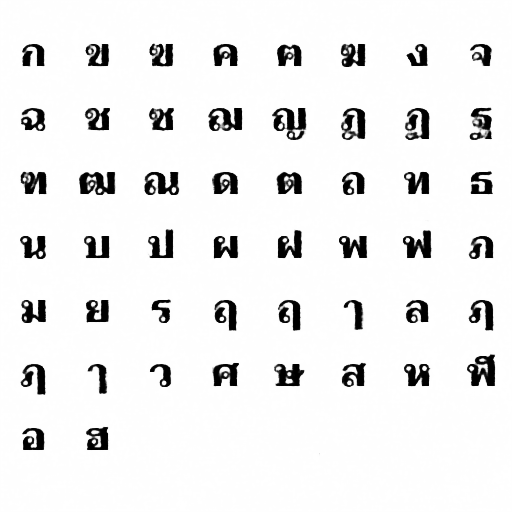 ก ข ฃ ค ฅ ฆ ง จ
ฉ ช ซ ฌ ญ ฎ ฏ ฐ
ฑ ฒ ณ ด ต ถ ท ธ
น บ ป ผ ฝ พ ฟ ภ
ม ย ร ฤ ฤ ๅ ล ฦ
ฦ ๅ ว ศ ษ ส ห ฬ
อ ฮ